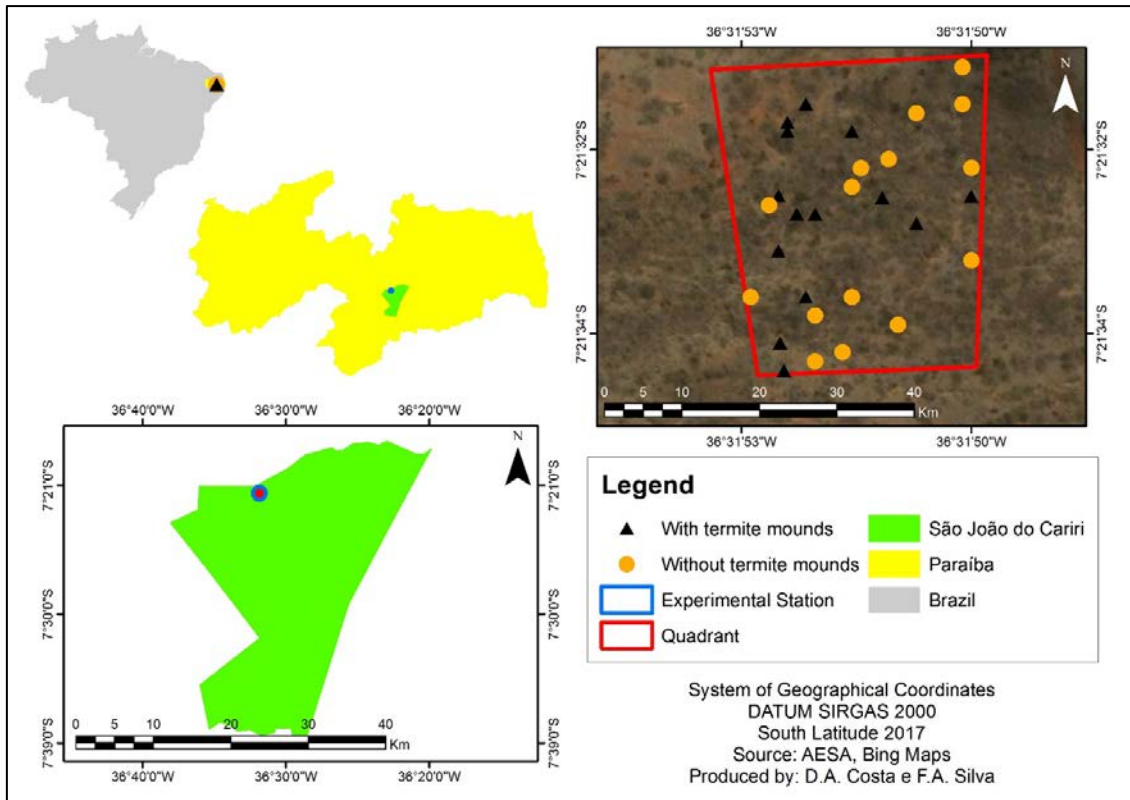 36°31'53"W 36°31'50"W
N
7°21'32"S 7°21'32"S
7°21'34"S 7°21'34"S
0 5 10 20 30 40
Km
36°31'53"W 36°31'50"W
36°40'0"W 36°30'0"W 36°20'0"W
N
7°21'0"S 7°21'0"S
7°30'0"S 7°30'0"S
7°39'0"S 7°39'0"S
0 5 10 20 30 40
Km
36°40'0"W 36°30'0"W 36°20'0"W
Legend
With termite mounds
Without termite mounds
Experimental Station
Quadrant
São João do Cariri
Paraíba
Brazil
System of Geographical Coordinates
DATUM SIRGAS 2000
South Latitude 2017
Source: AESA, Bing Maps
Produced by: D.A. Costa e F.A. Silva